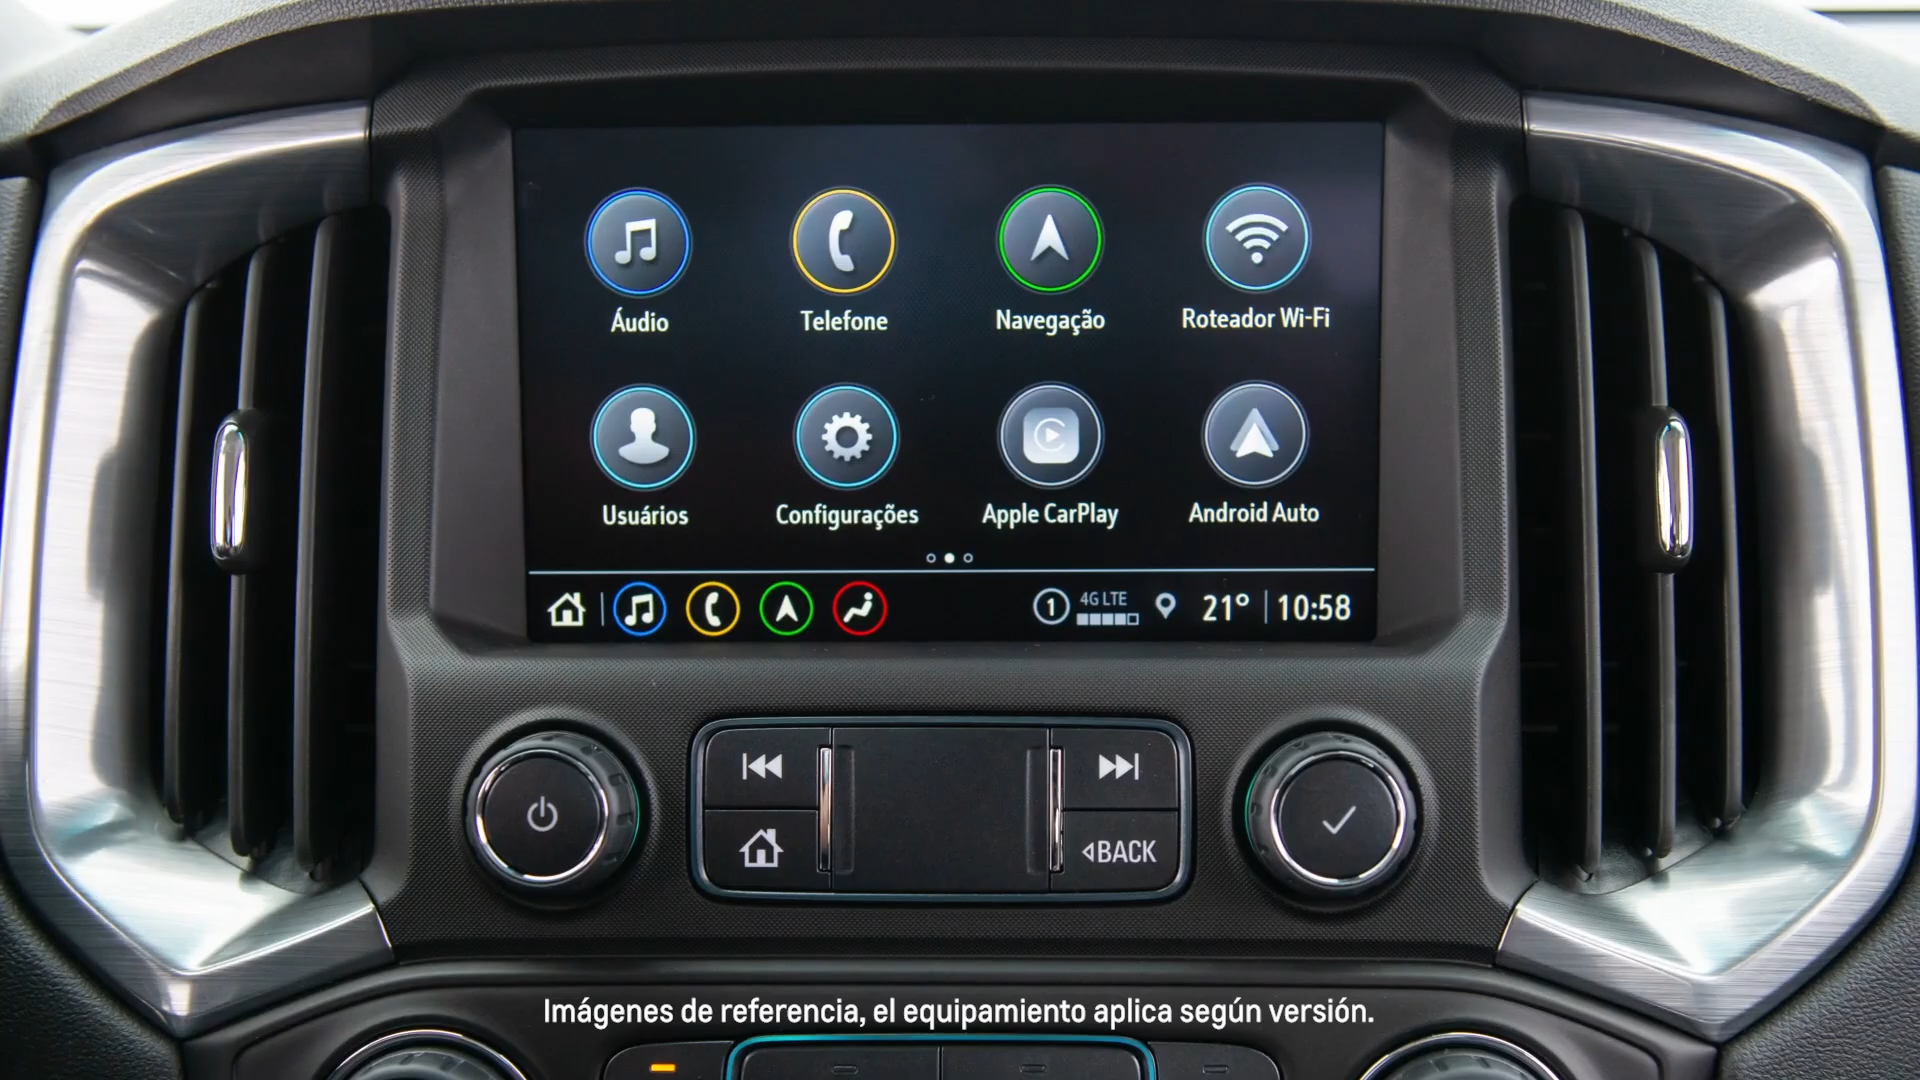 Áudio
Telefone
Navegação
Roteador Wi-Fi
Usuários
Configurações
Apple CarPlay
Android Auto
1
4G LTE
21°
10:58
BACK
Imágenes de referencia, el equipamiento aplica según versión.